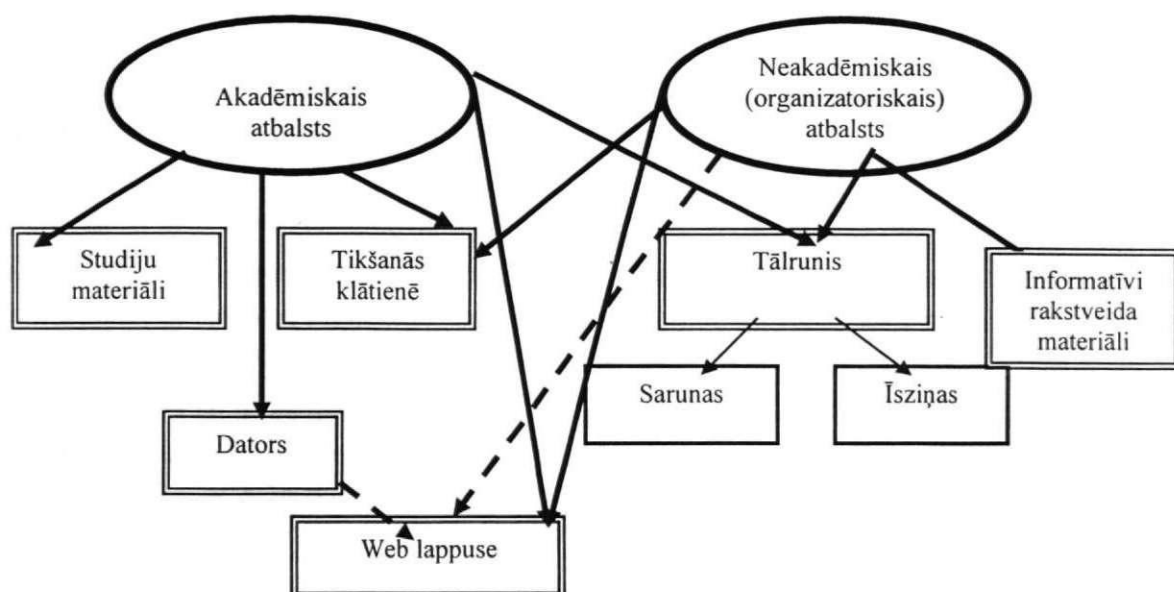 Akadēmiskais
atbalsts
Neakadēmiskais
(organizatoriskais)
atbalsts
Studiju
materiāli
Tikšanās
klātienē
Tālrunis
Informatīvi
rakstveida
materiāli
Sarunas
Īsziņas
Dators
Web lappuse